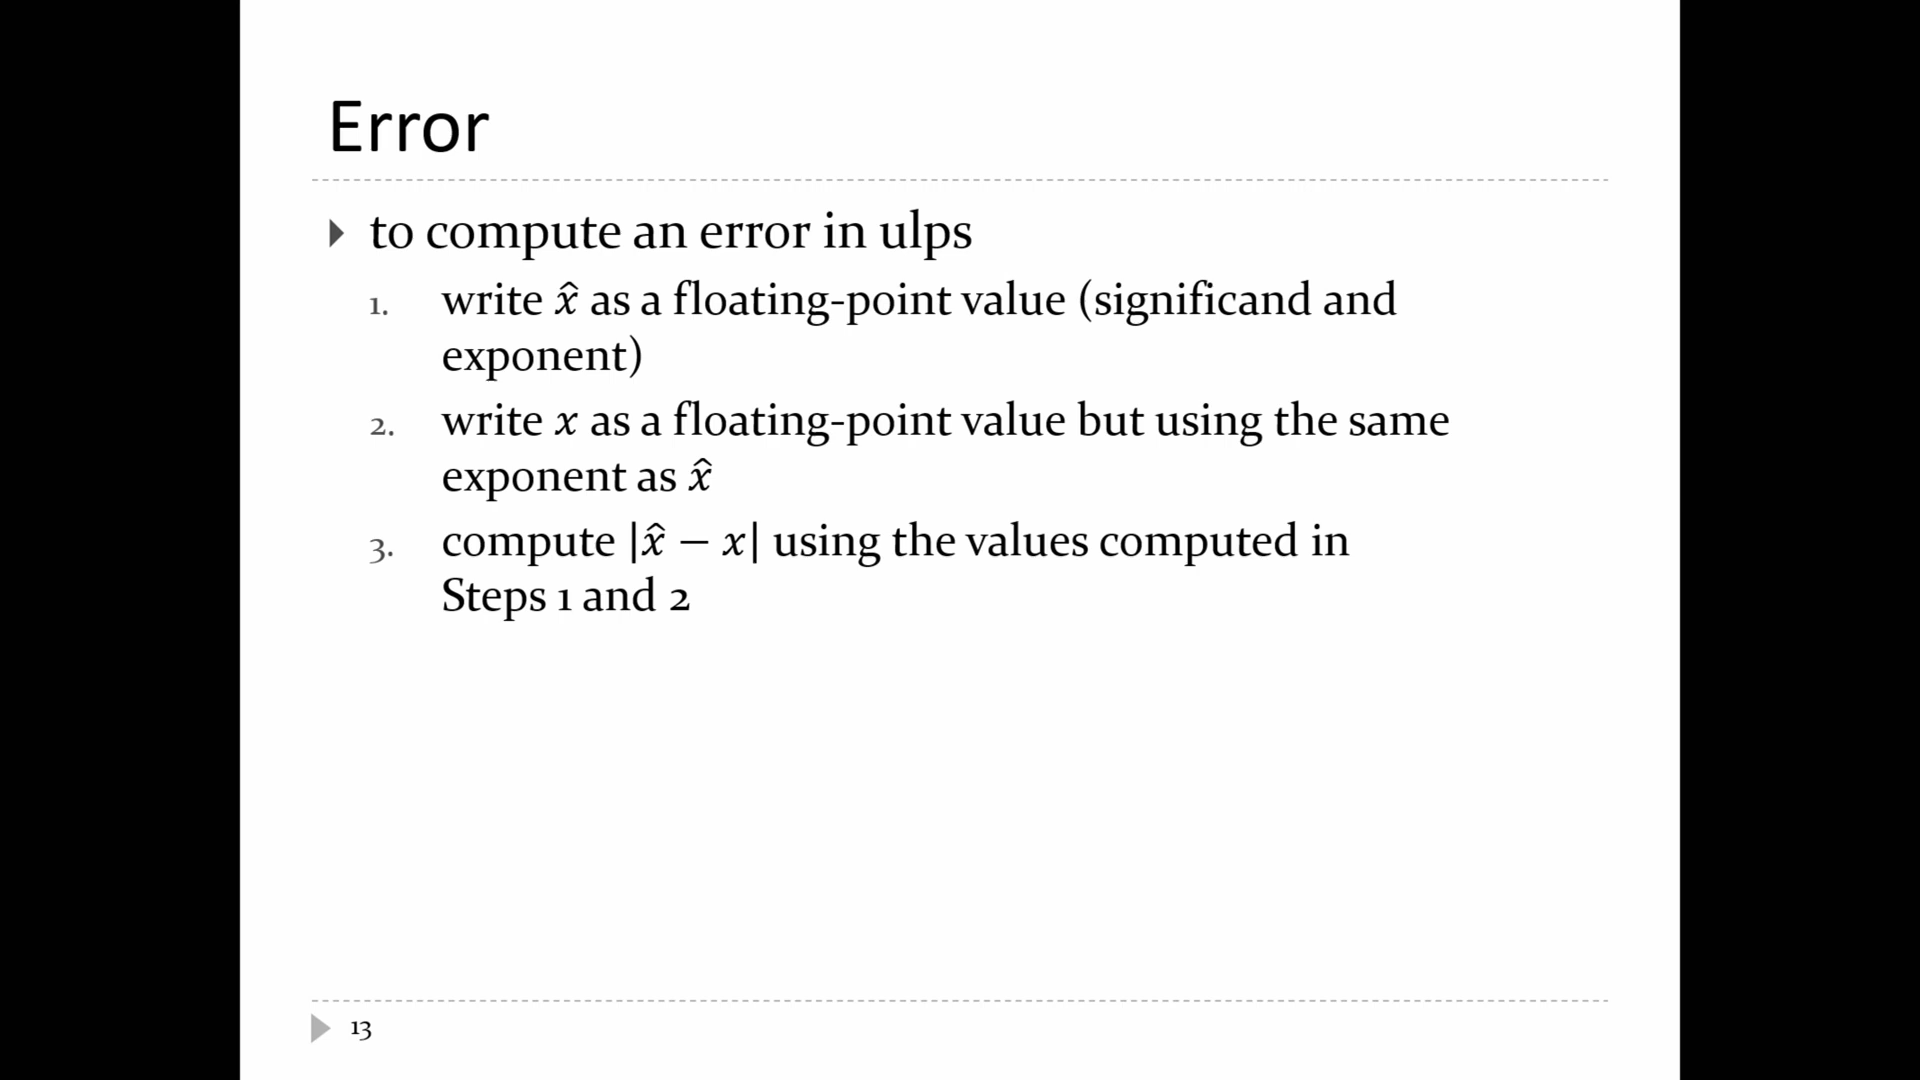 Error
to compute an error in ulps
1. write x̂ as a floating-point value (significand and
exponent)
2. write x as a floating-point value but using the same
exponent as x̂
3. compute |x̂ − x| using the values computed in
Steps 1 and 2
13